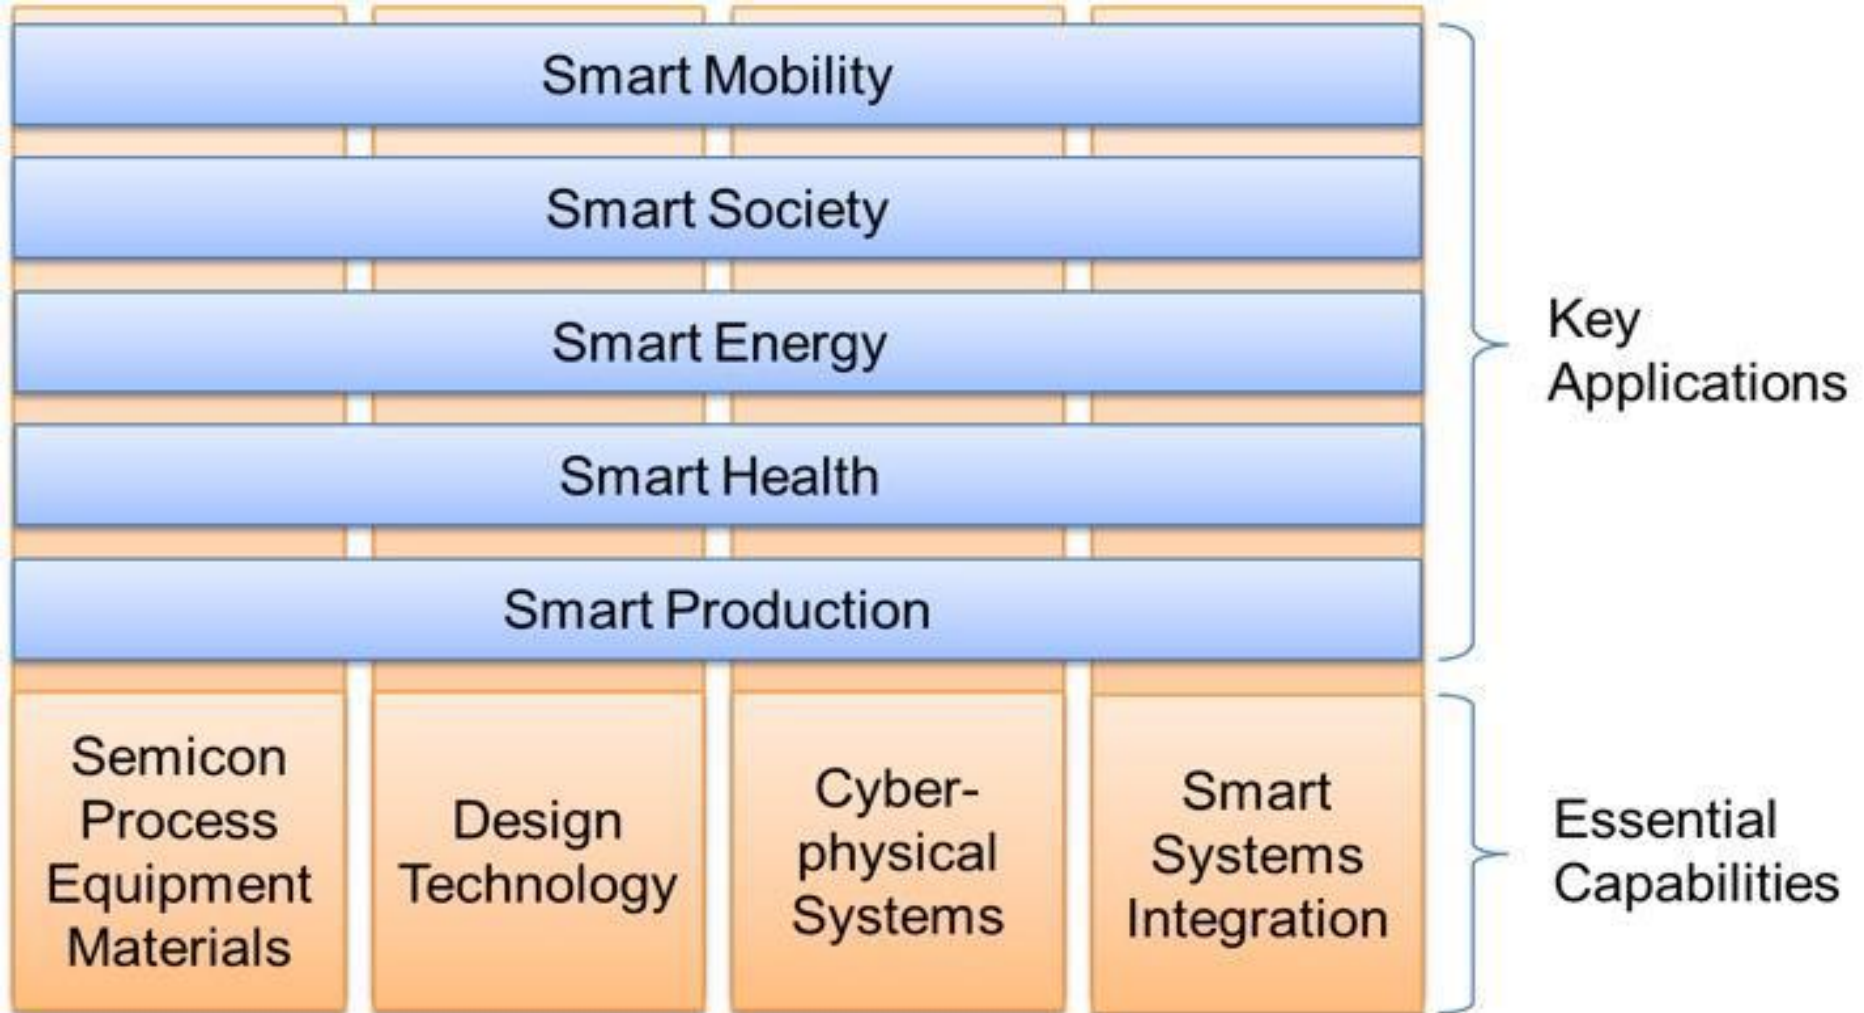 Smart Mobility
Smart Society
Smart Energy
Smart Health
Smart Production
Key
Applications
Semicon
Process
Equipment
Materials
Design
Technology
Cyber-
physical
Systems
Smart
Systems
Integration
Essential
Capabilities